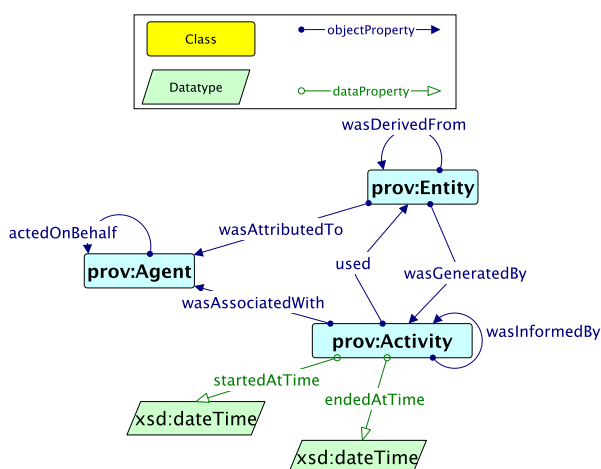 Class
objectProperty
Datatype
dataProperty
wasDerivedFrom
prov:Entity
actedOnBehalf
wasAttributedTo
prov:Agent
used
wasGeneratedBy
wasAssociatedWith
prov:Activity
wasInformedBy
startedAtTime
endedAtTime
xsd:dateTime
xsd:dateTime